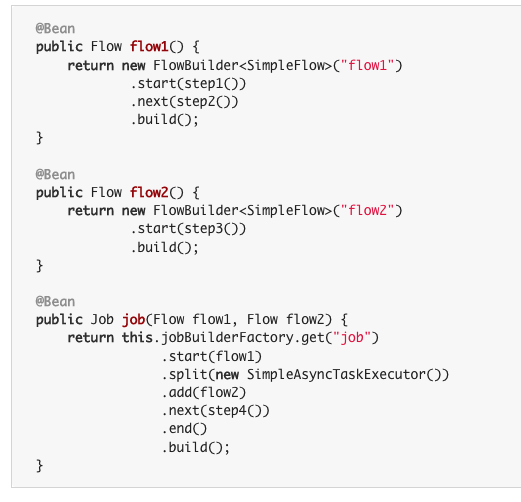 @Bean
public Flow flow1() {
    return new FlowBuilder<SimpleFlow>("flow1")
            .start(step1())
            .next(step2())
            .build();
}
@Bean
public Flow flow2() {
    return new FlowBuilder<SimpleFlow>("flow2")
            .start(step3())
            .build();
}
@Bean
public Job job(Flow flow1, Flow flow2) {
    return this.jobBuilderFactory.get("job")
                .start(flow1)
                .split(new SimpleAsyncTaskExecutor())
                .add(flow2)
                .next(step4())
                .end()
                .build();
}